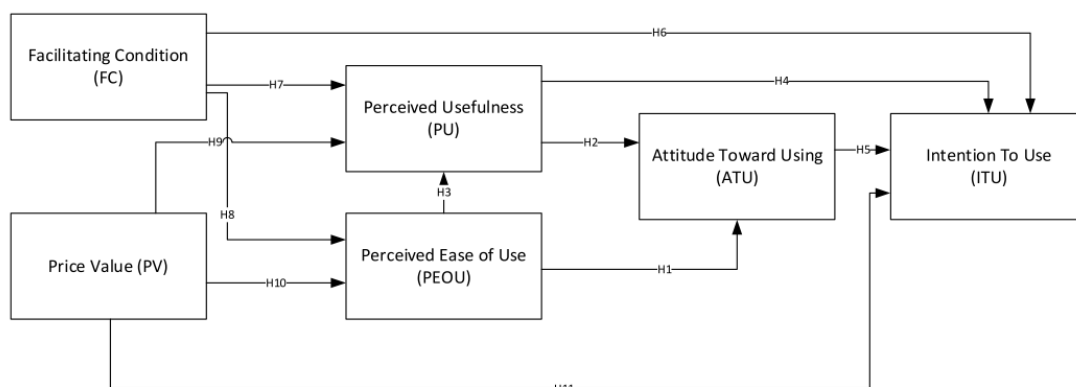 H6
Facilitating Condition
(FC)
H7
H4
Perceived Usefulness
(PU)
H9
H2
Attitude Toward Using
(ATU)
H5
Intention To Use
(ITU)
H3
H8
Price Value (PV)
Perceived Ease of Use
(PEOU)
H10
H1
H11